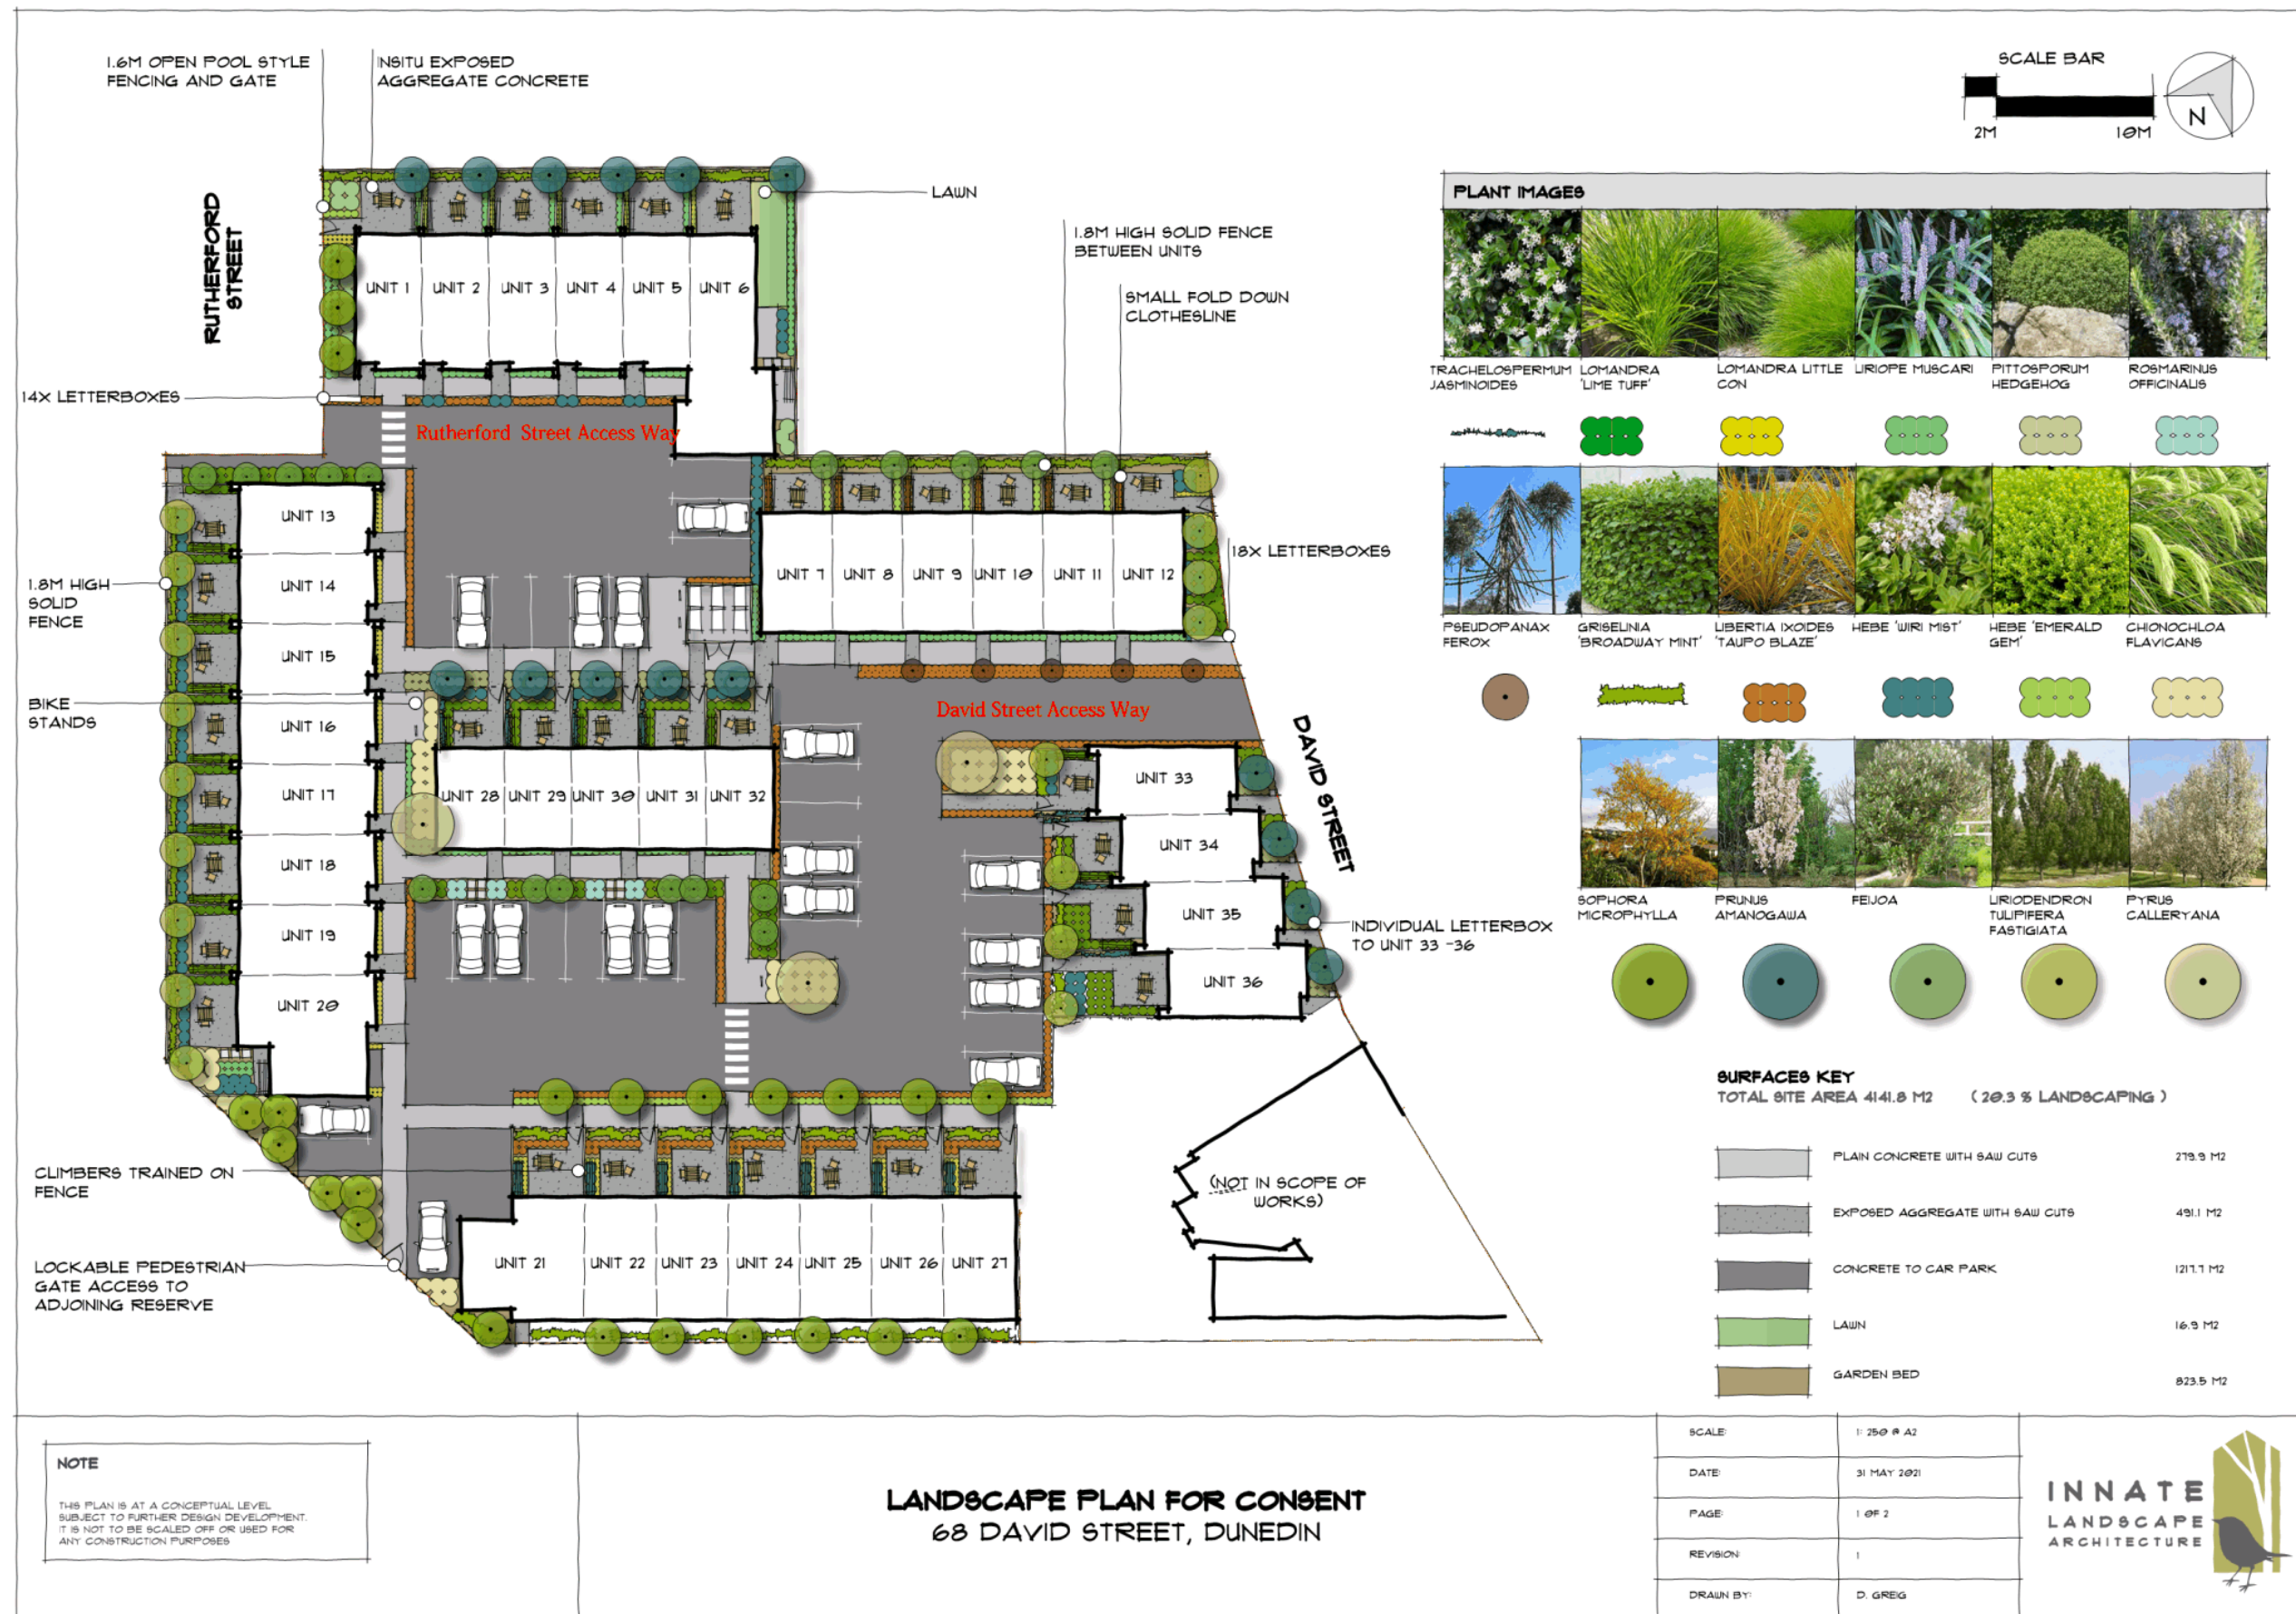 1.6M OPEN POOL STYLE
FENCING AND GATE
INSITU EXPOSED
AGGREGATE CONCRETE
SCALE BAR
2M
10M
N
RUTHERFORD
STREET
LAWN
1.8M HIGH SOLID FENCE
BETWEEN UNITS
SMALL FOLD DOWN
CLOTHESLINE
UNIT 1
UNIT 2
UNIT 3
UNIT 4
UNIT 5
UNIT 6
14X LETTERBOXES
Rutherford Street Access Way
UNIT 13
UNIT 14
UNIT 15
UNIT 16
UNIT 17
UNIT 18
UNIT 19
UNIT 20
1.8M HIGH
SOLID
FENCE
BIKE
STANDS
UNIT 7
UNIT 8
UNIT 9
UNIT 10
UNIT 11
UNIT 12
18X LETTERBOXES
David Street Access Way
DAVID STREET
UNIT 28
UNIT 29
UNIT 30
UNIT 31
UNIT 32
UNIT 33
UNIT 34
UNIT 35
UNIT 36
INDIVIDUAL LETTERBOX
TO UNIT 33 -36
CLIMBERS TRAINED ON
FENCE
LOCKABLE PEDESTRIAN
GATE ACCESS TO
ADJOINING RESERVE
UNIT 21
UNIT 22
UNIT 23
UNIT 24
UNIT 25
UNIT 26
UNIT 27
(NOT IN SCOPE OF
WORKS)
PLANT IMAGES
TRACHELOSPERMUM
JASMINOIDES
LOMANDRA
'LIME TUFF'
LOMANDRA LITTLE
CON
LIRIOPE MUSCARI
PITTOSPORUM
HEDGEHOG
ROSMARINUS
OFFICINALIS
PSEUDOPANAX
FEROX
GRISELINIA
'BROADWAY MINT'
LIBERTIA IXOIDES
'TAUPO BLAZE'
HEBE 'WIRI MIST'
HEBE 'EMERALD
GEM'
CHIONOCHLOA
FLAVICANS
SOPHORA
MICROPHYLLA
PRUNUS
AMANOGAWA
FEIJOA
LIRIODENDRON
TULIPIFERA
FASTIGIATA
PYRUS
CALLERYANA
SURFACES KEY
TOTAL SITE AREA 4141.8 M2 ( 20.3 % LANDSCAPING )
PLAIN CONCRETE WITH SAW CUTS 279.9 M2
EXPOSED AGGREGATE WITH SAW CUTS 491.1 M2
CONCRETE TO CAR PARK 1217.7 M2
LAWN 16.9 M2
GARDEN BED 823.5 M2
NOTE
THIS PLAN IS AT A CONCEPTUAL LEVEL
SUBJECT TO FURTHER DESIGN DEVELOPMENT.
IT IS NOT TO BE SCALED OFF OR USED FOR
ANY CONSTRUCTION PURPOSES
LANDSCAPE PLAN FOR CONSENT
68 DAVID STREET, DUNEDIN
SCALE: 1: 250 @ A2
DATE: 31 MAY 2021
PAGE: 1 OF 2
REVISION: 1
DRAWN BY: D. GREIG
INNATE
LANDSCAPE
ARCHITECTURE